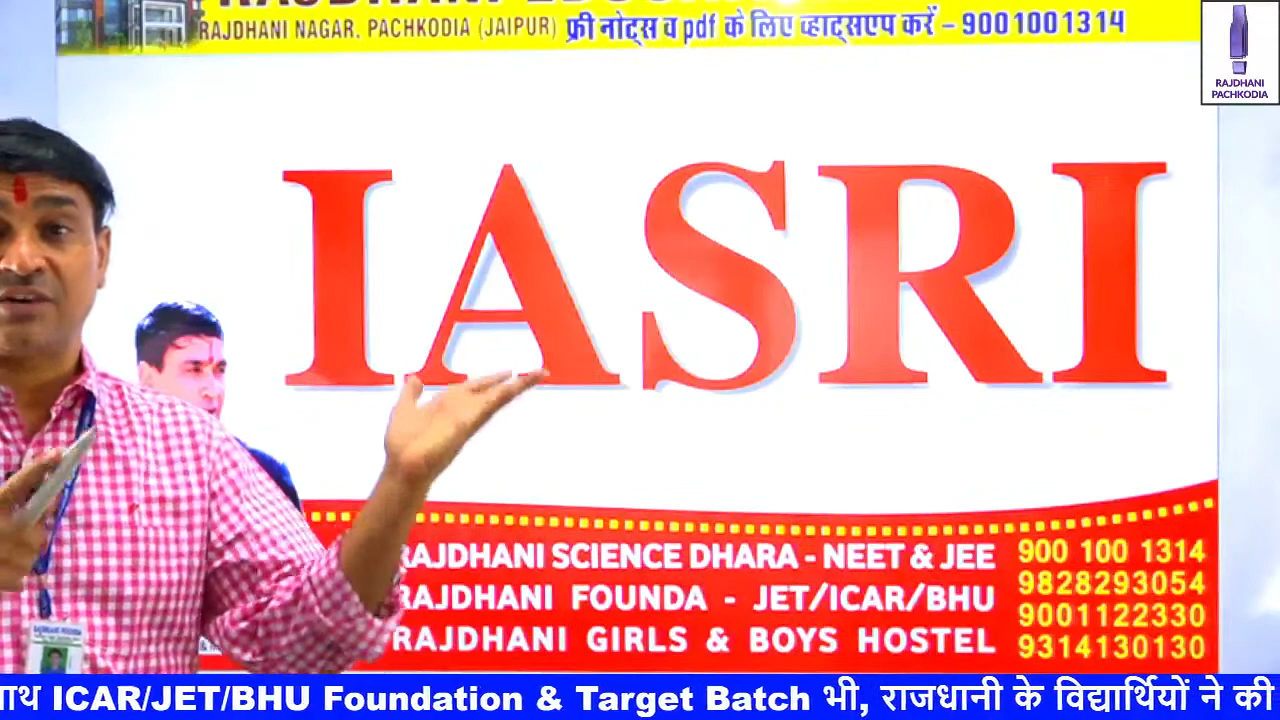 RAJDHANI NAGAR, PACHKODIA (JAIPUR) फ्री नोट्स व pdf के लिए व्हाट्सएप करें - 9001001314
RAJDHANI
PACHKODIA
IASRI
RAJDHANI SCIENCE DHARA - NEET & JEE 900 100 1314
9828293054
RAJDHANI FOUNDA - JET/ICAR/BHU 9001122330
RAJDHANI GIRLS & BOYS HOSTEL 9314130130
ICAR/JET/BHU Foundation & Target Batch भी, राजधानी के विद्यार्थियों ने की